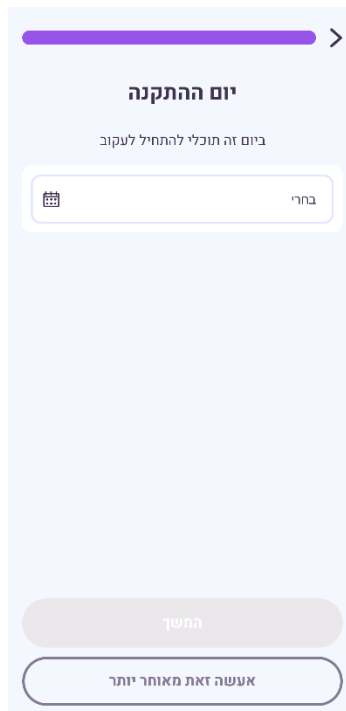 יום ההתקנה
ביום זה תוכלי להתחיל לעקוב
בחרי
המשך
אעשה זאת מאוחר יותר